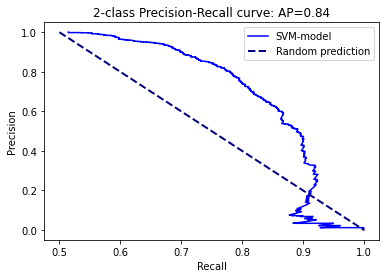 2-class Precision-Recall curve: AP=0.84
SVM-model
Random prediction
Precision
1.0
0.8
0.6
0.4
0.2
0.0
0.5
0.6
0.7
0.8
0.9
1.0
Recall